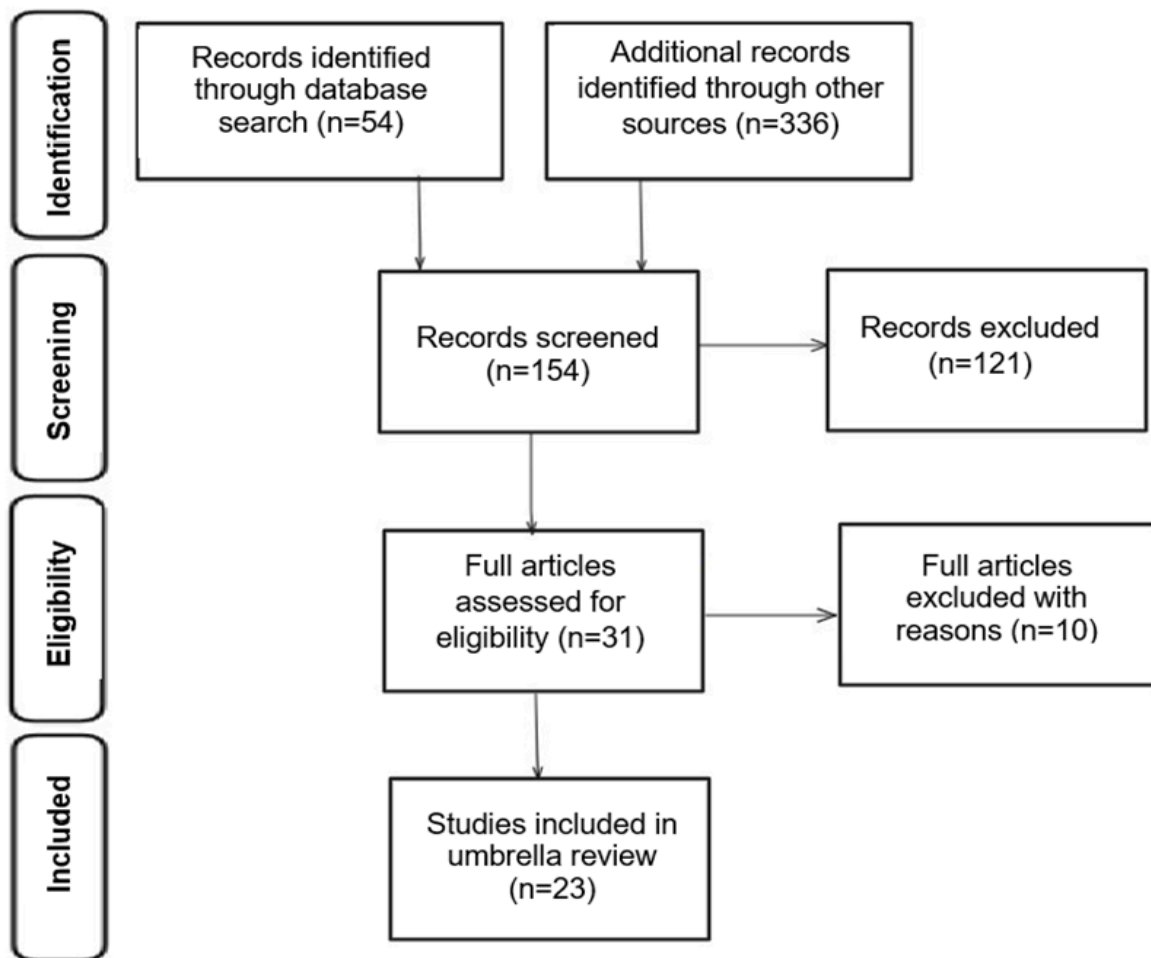 Identification
Records identified
through database
search (n=54)
Additional records
identified through other
sources (n=336)
Screening
Records screened
(n=154)
Records excluded
(n=121)
Eligibility
Full articles
assessed for
eligibility (n=31)
Full articles
excluded with
reasons (n=10)
Included
Studies included in
umbrella review
(n=23)